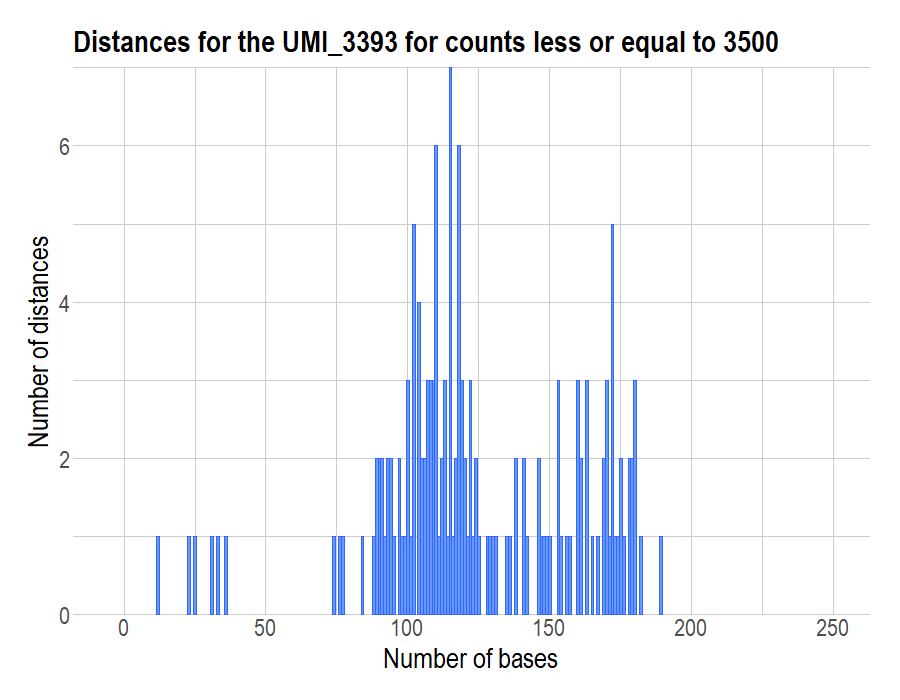 Distances for the UMI_3393 for counts less or equal to 3500
6
4
2
0
Number of distances
0 50 100 150 200 250
Number of bases